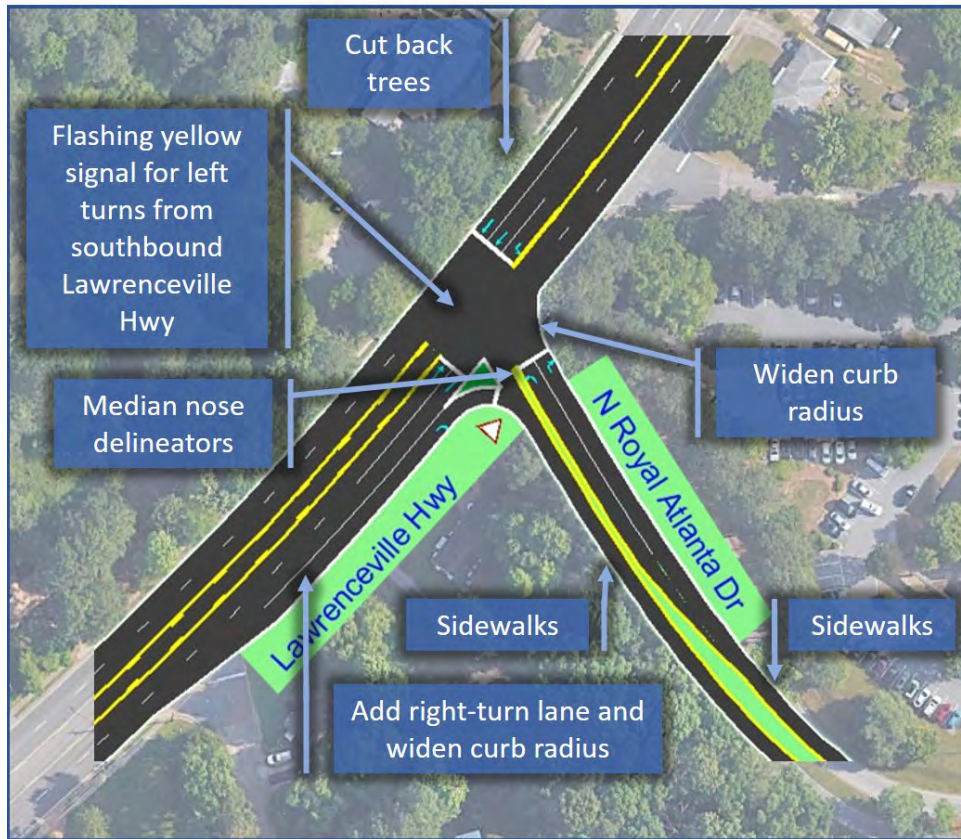 Cut back
trees
Flashing yellow
signal for left
turns from
southbound
Lawrenceville
Hwy
Median nose
delineators
Widen curb
radius
N Royal Atlanta Dr
Lawrenceville Hwy
Sidewalks
Sidewalks
Add right-turn lane and
widen curb radius